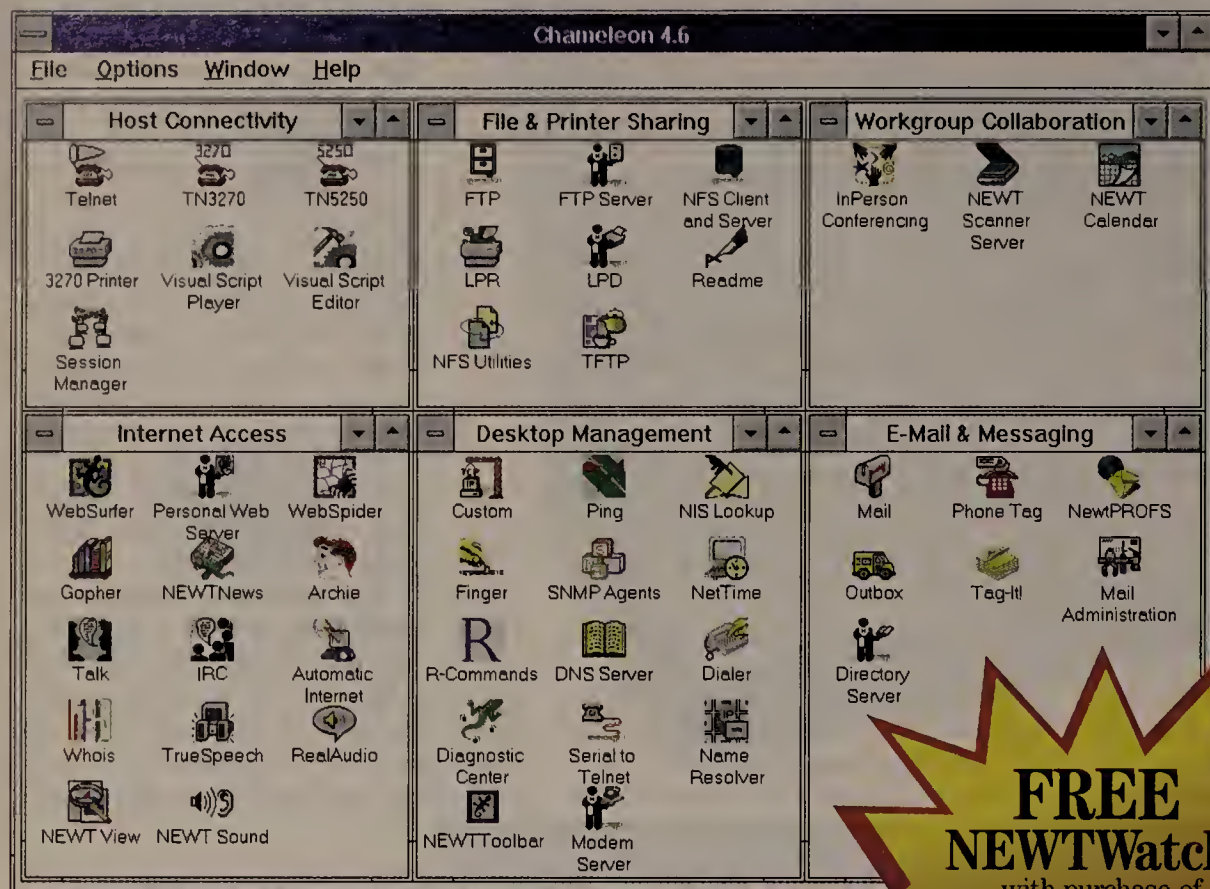 Chameleon 4.6
File Options Window Help
Host Connectivity
3270
5250
Telnet
TN3270
TN5250
3270 Printer
Visual Script
Player
Visual Script
Editor
Session
Manager
File & Printer Sharing
FTP
FTP Server
NFS Client
and Server
LPR
LPD
Readme
NFS Utilities
TFTP
Workgroup Collaboration
InPerson
Conferencing
NEWT
Scanner
Server
NEWT
Calendar
Internet Access
WebSurfer
Personal Web
Server
WebSpider
Gopher
NEWTNews
Archie
Talk
IRC
Automatic
Internet
Whois
TrueSpeech
RealAudio
NEWT View
NEWT Sound
Desktop Management
Custom
Ping
NIS Lookup
Finger
SNMP Agents
NetTime
R
R-Commands
DNS Server
Dialer
Diagnostic
Center
Serial to
Telnet
IP
Name
Resolver
NEWTToolbar
Modem
Server
E-Mail & Messaging
Mail
Phone Tag
NewtPROFS
Outbox
Tag-It!
Mail
Administration
Directory
Server
FREE
NEWTWatch
with purchase of